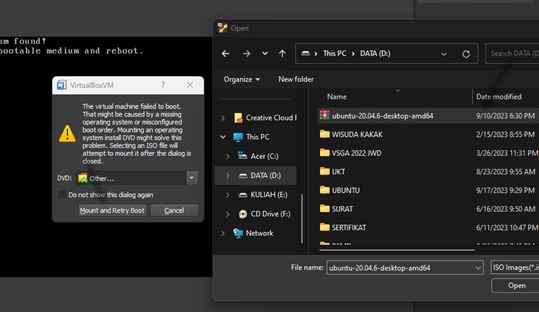 um found!
bootable medium and reboot.
VirtualBoxVM
?
The virtual machine failed to boot.
That might be caused by a missing
operating system or misconfigured
boot order. Mounting an operating
system install DVD might solve this
problem. Selecting an ISO file will
attempt to mount it after the dialog is
closed.
DVD:
Other...
Do not show this dialog again
Mount and Retry Boot
Cancel
Open
This PC > DATA (D:)
Search DATA (D:
Organize
New folder
Name
Date modified
Creative Cloud F
This PC
Acer (C:)
DATA (D:)
KULIAH (E:)
CD Drive (F:)
Network
ubuntu-20.04.6-desktop-amd64 9/10/2023 6:30 PM
WISUDA KAKAK 2/15/2023 8:55 PM
VSGA 2022 JWD 3/26/2023 11:31 PM
UKT 8/23/2023 9:55 PM
UBUNTU 9/17/2023 9:29 PM
SURAT 6/16/2023 9:50 AM
SERTIFIKAT 6/11/2023 10:47 PM
File name:
ubuntu-20.04.6-desktop-amd64
ISO Images(*.is
Open